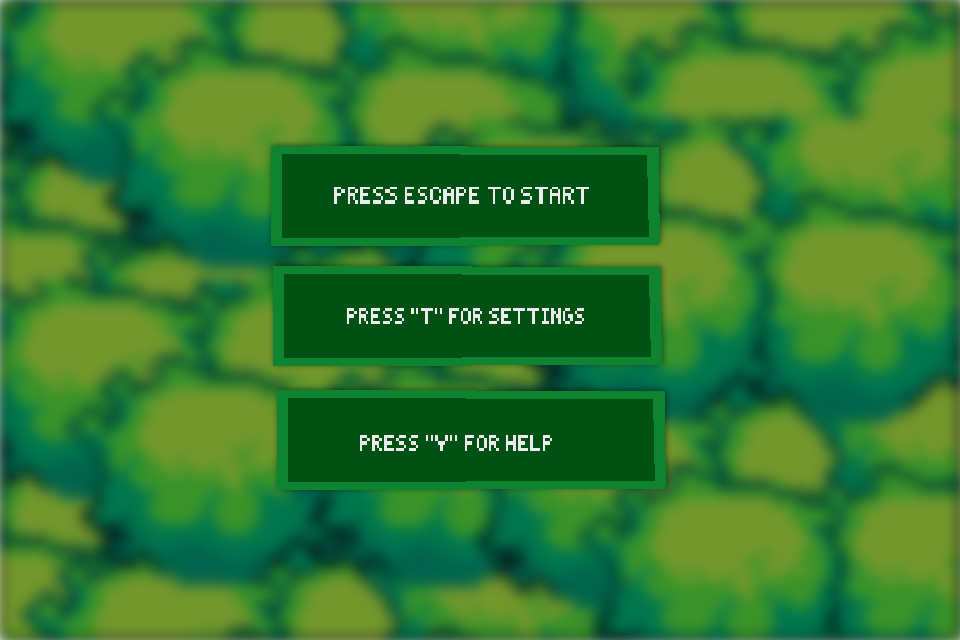 PRESS ESCAPE TO START
PRESS "T" FOR SETTINGS
PRESS "Y" FOR HELP